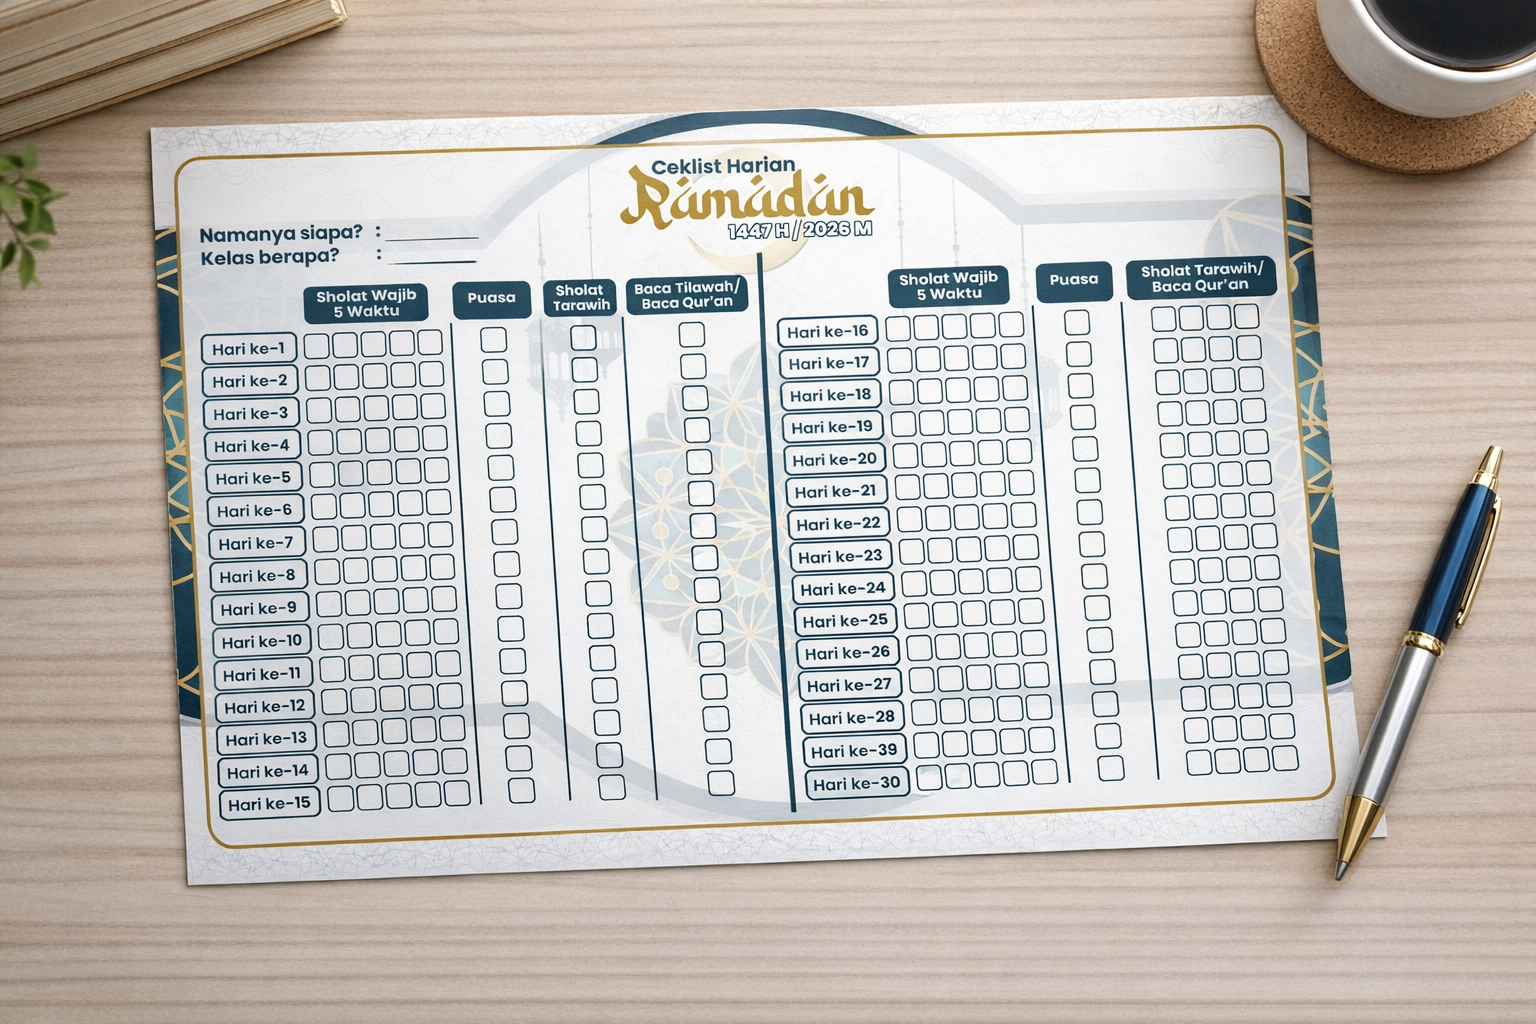 Ceklist Harian
Ramadan
1447 H / 2026 M
Namanya siapa? : ________
Kelas berapa? : ________
Sholat Wajib
5 Waktu
Puasa
Sholat
Tarawih
Baca Tilawah/
Baca Qur'an
Hari ke-1
Hari ke-2
Hari ke-3
Hari ke-4
Hari ke-5
Hari ke-6
Hari ke-7
Hari ke-8
Hari ke-9
Hari ke-10
Hari ke-11
Hari ke-12
Hari ke-13
Hari ke-14
Hari ke-15
Sholat Wajib
5 Waktu
Puasa
Sholat Tarawih/
Baca Qur'an
Hari ke-16
Hari ke-17
Hari ke-18
Hari ke-19
Hari ke-20
Hari ke-21
Hari ke-22
Hari ke-23
Hari ke-24
Hari ke-25
Hari ke-26
Hari ke-27
Hari ke-28
Hari ke-39
Hari ke-30